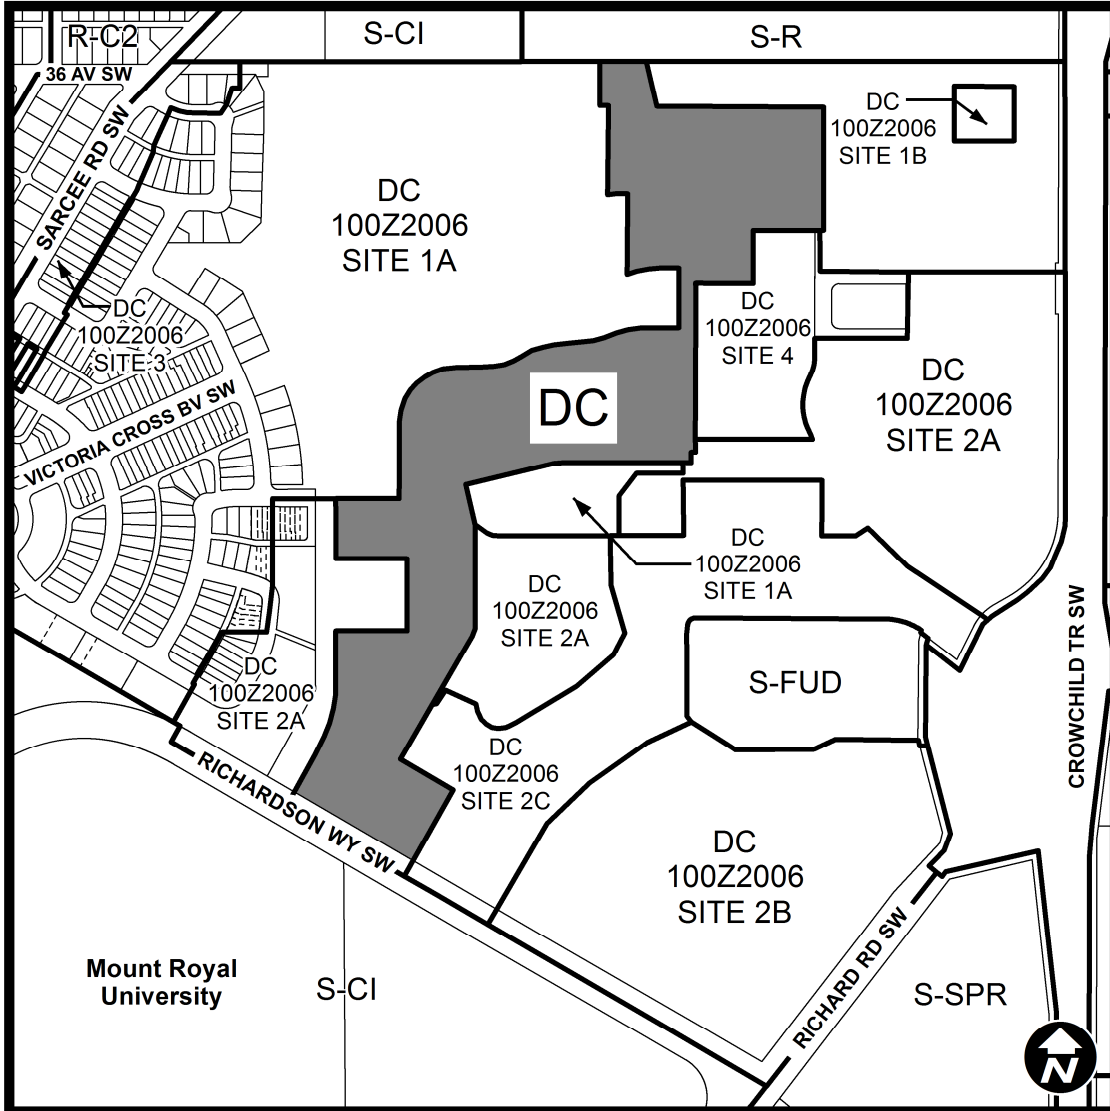 R-C2
S-CI
S-R
36 AV SW
SARCEE RD SW
DC
100Z2006
SITE 1B
DC
100Z2006
SITE 1A
DC
100Z2006
SITE 3
DC
100Z2006
SITE 4
DC
100Z2006
SITE 2A
DC
VICTORIA CROSS BV SW
DC
100Z2006
SITE 1A
DC
100Z2006
SITE 2A
CROWCHILD TR SW
DC
100Z2006
SITE 2A
S-FUD
DC
100Z2006
SITE 2C
RICHARDSON WY SW
DC
100Z2006
SITE 2B
RICHARD RD SW
Mount Royal
University
S-CI
S-SPR
N